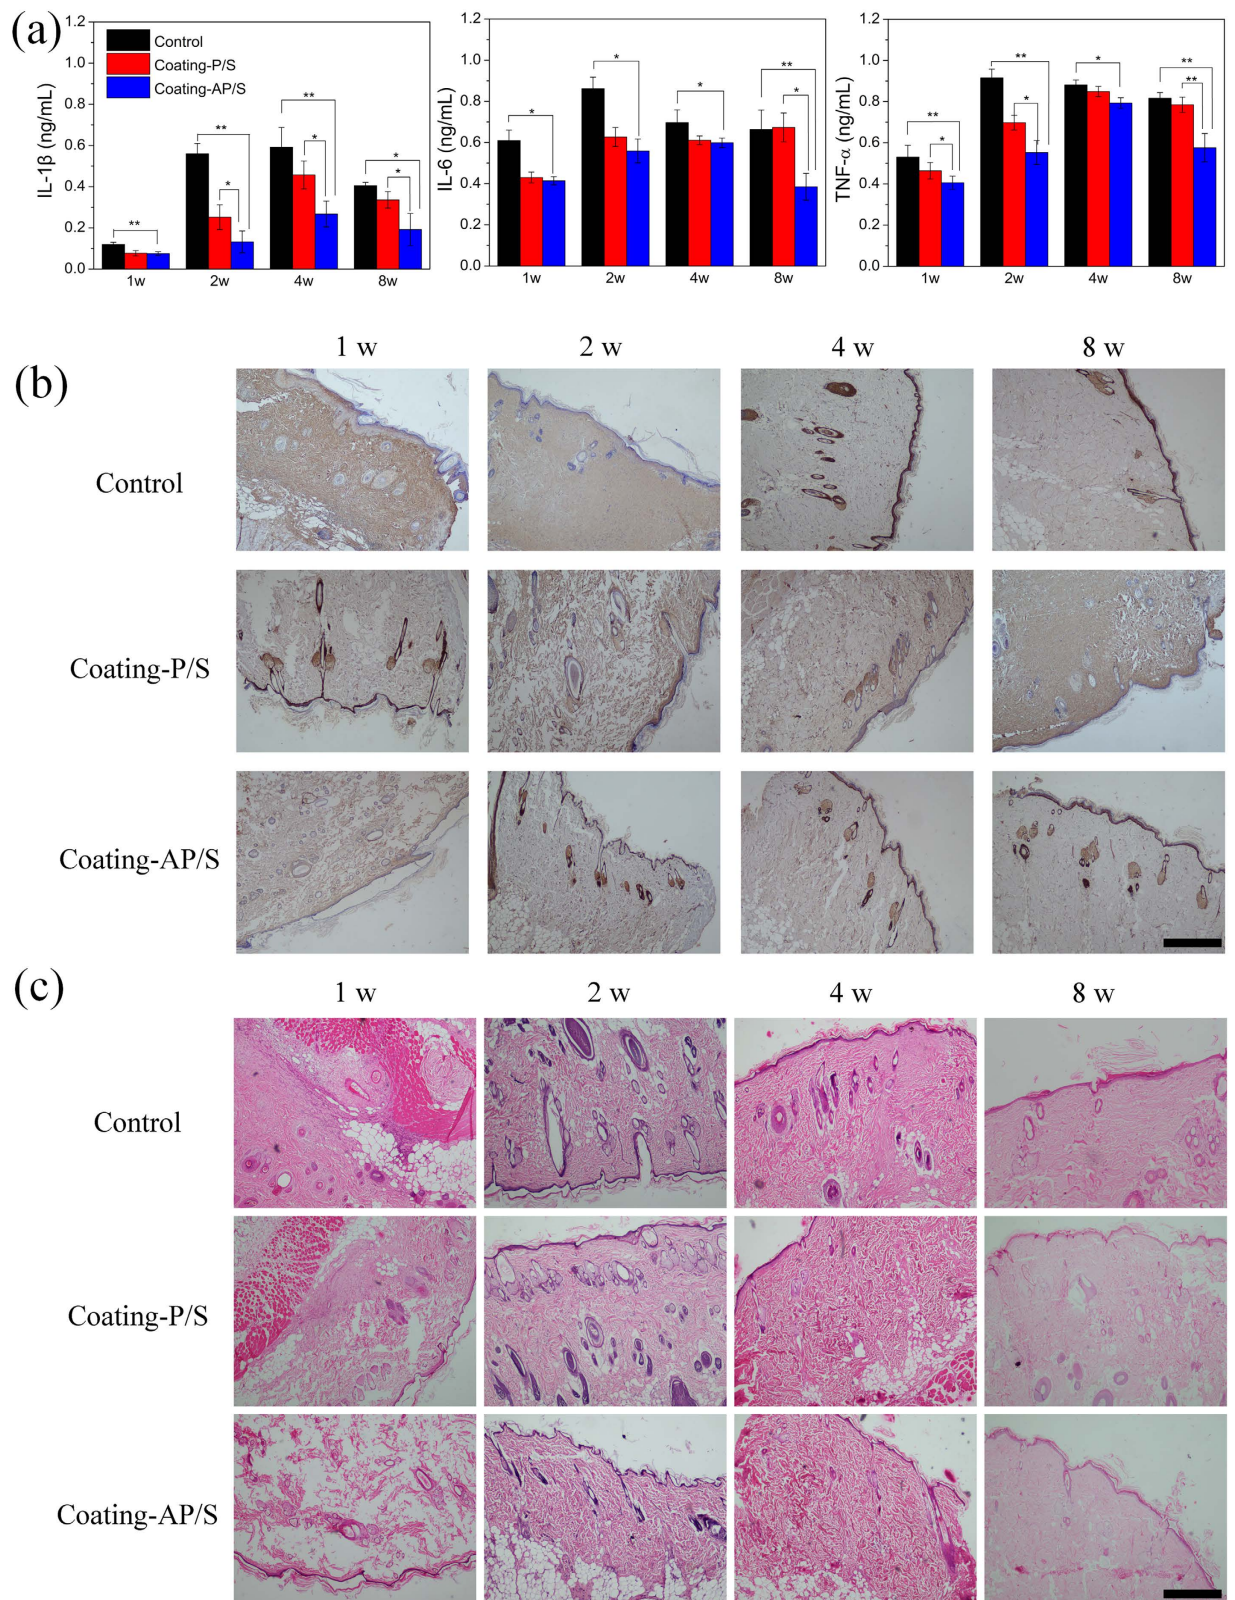 (a)
IL-1β (ng/mL)
1.2
1.0
0.8
0.6
0.4
0.2
0.0
Control
Coating-P/S
Coating-AP/S
**
**
*
**
*
*
*
1w
2w
4w
8w
IL-6 (ng/mL)
1.2
1.0
0.8
0.6
0.4
0.2
0.0
*
*
*
**
*
1w
2w
4w
8w
TNF-α (ng/mL)
1.2
1.0
0.8
0.6
0.4
0.2
0.0
**
*
**
*
*
**
**
1w
2w
4w
8w
(b)
1 w
2 w
4 w
8 w
Control
Coating-P/S
Coating-AP/S
(c)
1 w
2 w
4 w
8 w
Control
Coating-P/S
Coating-AP/S